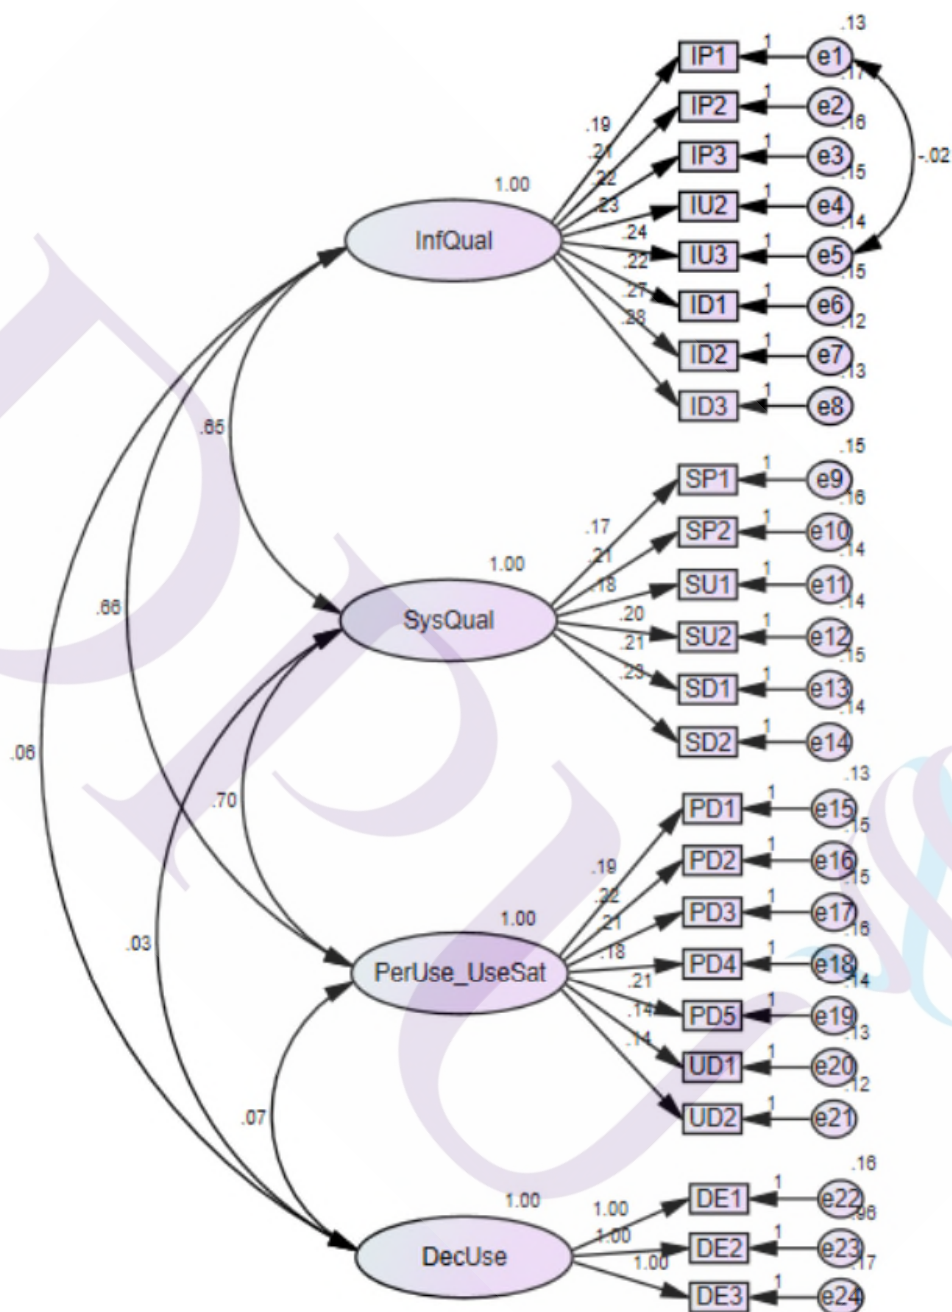 .13
IP1 1 e1
.17
IP2 1 e2
.19 .16
IP3 1 e3 -.02
.21 .15
1.00 .22 IU2 1 e4
.23 .14
InfQual .24 IU3 1 e5
.22 .15
.27 ID1 1 e6
.28 .12
ID2 1 e7
.13
ID3 1 e8
.65
.15
SP1 1 e9
.16
.17 SP2 1 e10
.21 .14
1.00 .18 SU1 1 e11
.14
SysQual .20 SU2 1 e12
.21 .15
.23 SD1 1 e13
.14
SD2 1 e14
.66
.06
.70
.13
PD1 1 e15
.15
.19 PD2 1 e16
.22 .15
1.00 .21 PD3 1 e17
.03 .18 .16
PerUse_UseSat PD4 1 e18
.21 .14
.14 PD5 1 e19
.14 .13
UD1 1 e20
.12
UD2 1 e21
.07
.16
1.00 1.00 DE1 1 e22
.96
DecUse 1.00 DE2 1 e23
1.00 .17
DE3 1 e24